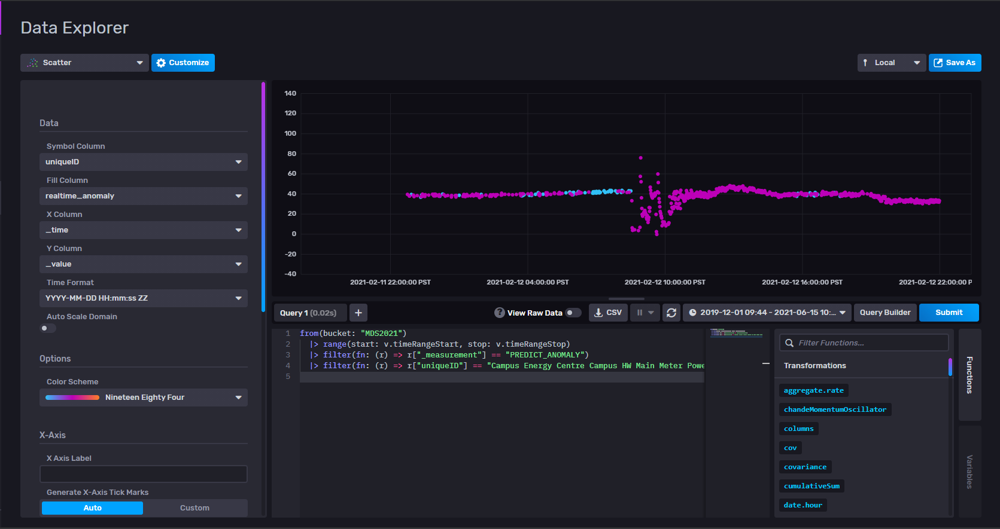 Data Explorer
Scatter
Customize
Local
Save As
Data
Symbol Column
uniqueID
Fill Column
realtime_anomaly
X Column
_time
Y Column
_value
Time Format
YYYY-MM-DD HH:mm:ss ZZ
Auto Scale Domain
Options
Color Scheme
Nineteen Eighty Four
X-Axis
X Axis Label
Generate X-Axis Tick Marks
Auto
Custom
140
120
100
80
60
40
20
0
-20
-40
2021-02-11 22:00:00 PST
2021-02-12 04:00:00 PST
2021-02-12 10:00:00 PST
2021-02-12 16:00:00 PST
2021-02-12 22:00:00 P
Query 1 (0.02s)
+
? View Raw Data
CSV
2019-12-01 09:44 - 2021-06-15 10:...
Query Builder
Submit
1 from(bucket: "MDS2021")
2 |> range(start: v.timeRangeStart, stop: v.timeRangeStop)
3 |> filter(fn: (r) => r["_measurement"] == "PREDICT_ANOMALY")
4 |> filter(fn: (r) => r["uniqueID"] == "Campus Energy Centre Campus HW Main Meter Powe
5
Filter Functions...
Transformations
aggregate.rate
chandeMomentumOscillator
columns
cov
covariance
cumulativeSum
date.hour
Functions
Variables